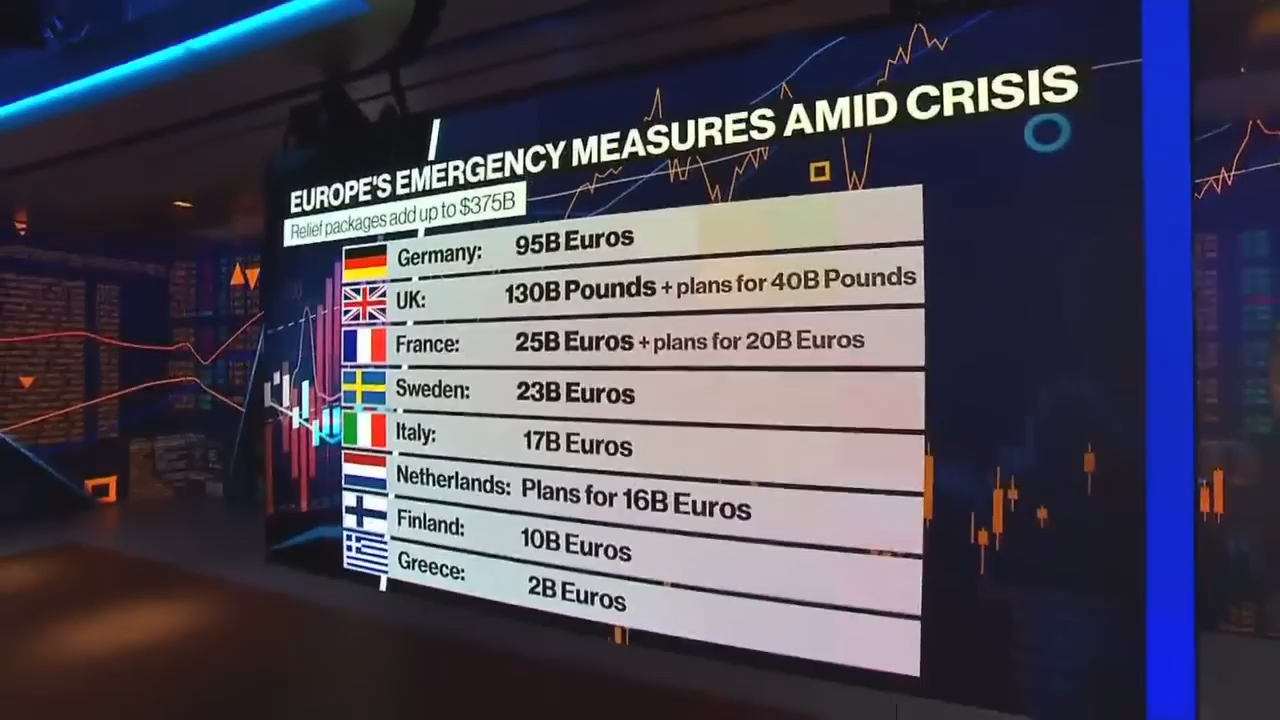 EUROPE'S EMERGENCY MEASURES AMID CRISIS
Relief packages add up to $375B
Germany: 95B Euros
UK: 130B Pounds + plans for 40B Pounds
France: 25B Euros + plans for 20B Euros
Sweden: 23B Euros
Italy: 17B Euros
Netherlands: Plans for 16B Euros
Finland: 10B Euros
Greece: 2B Euros